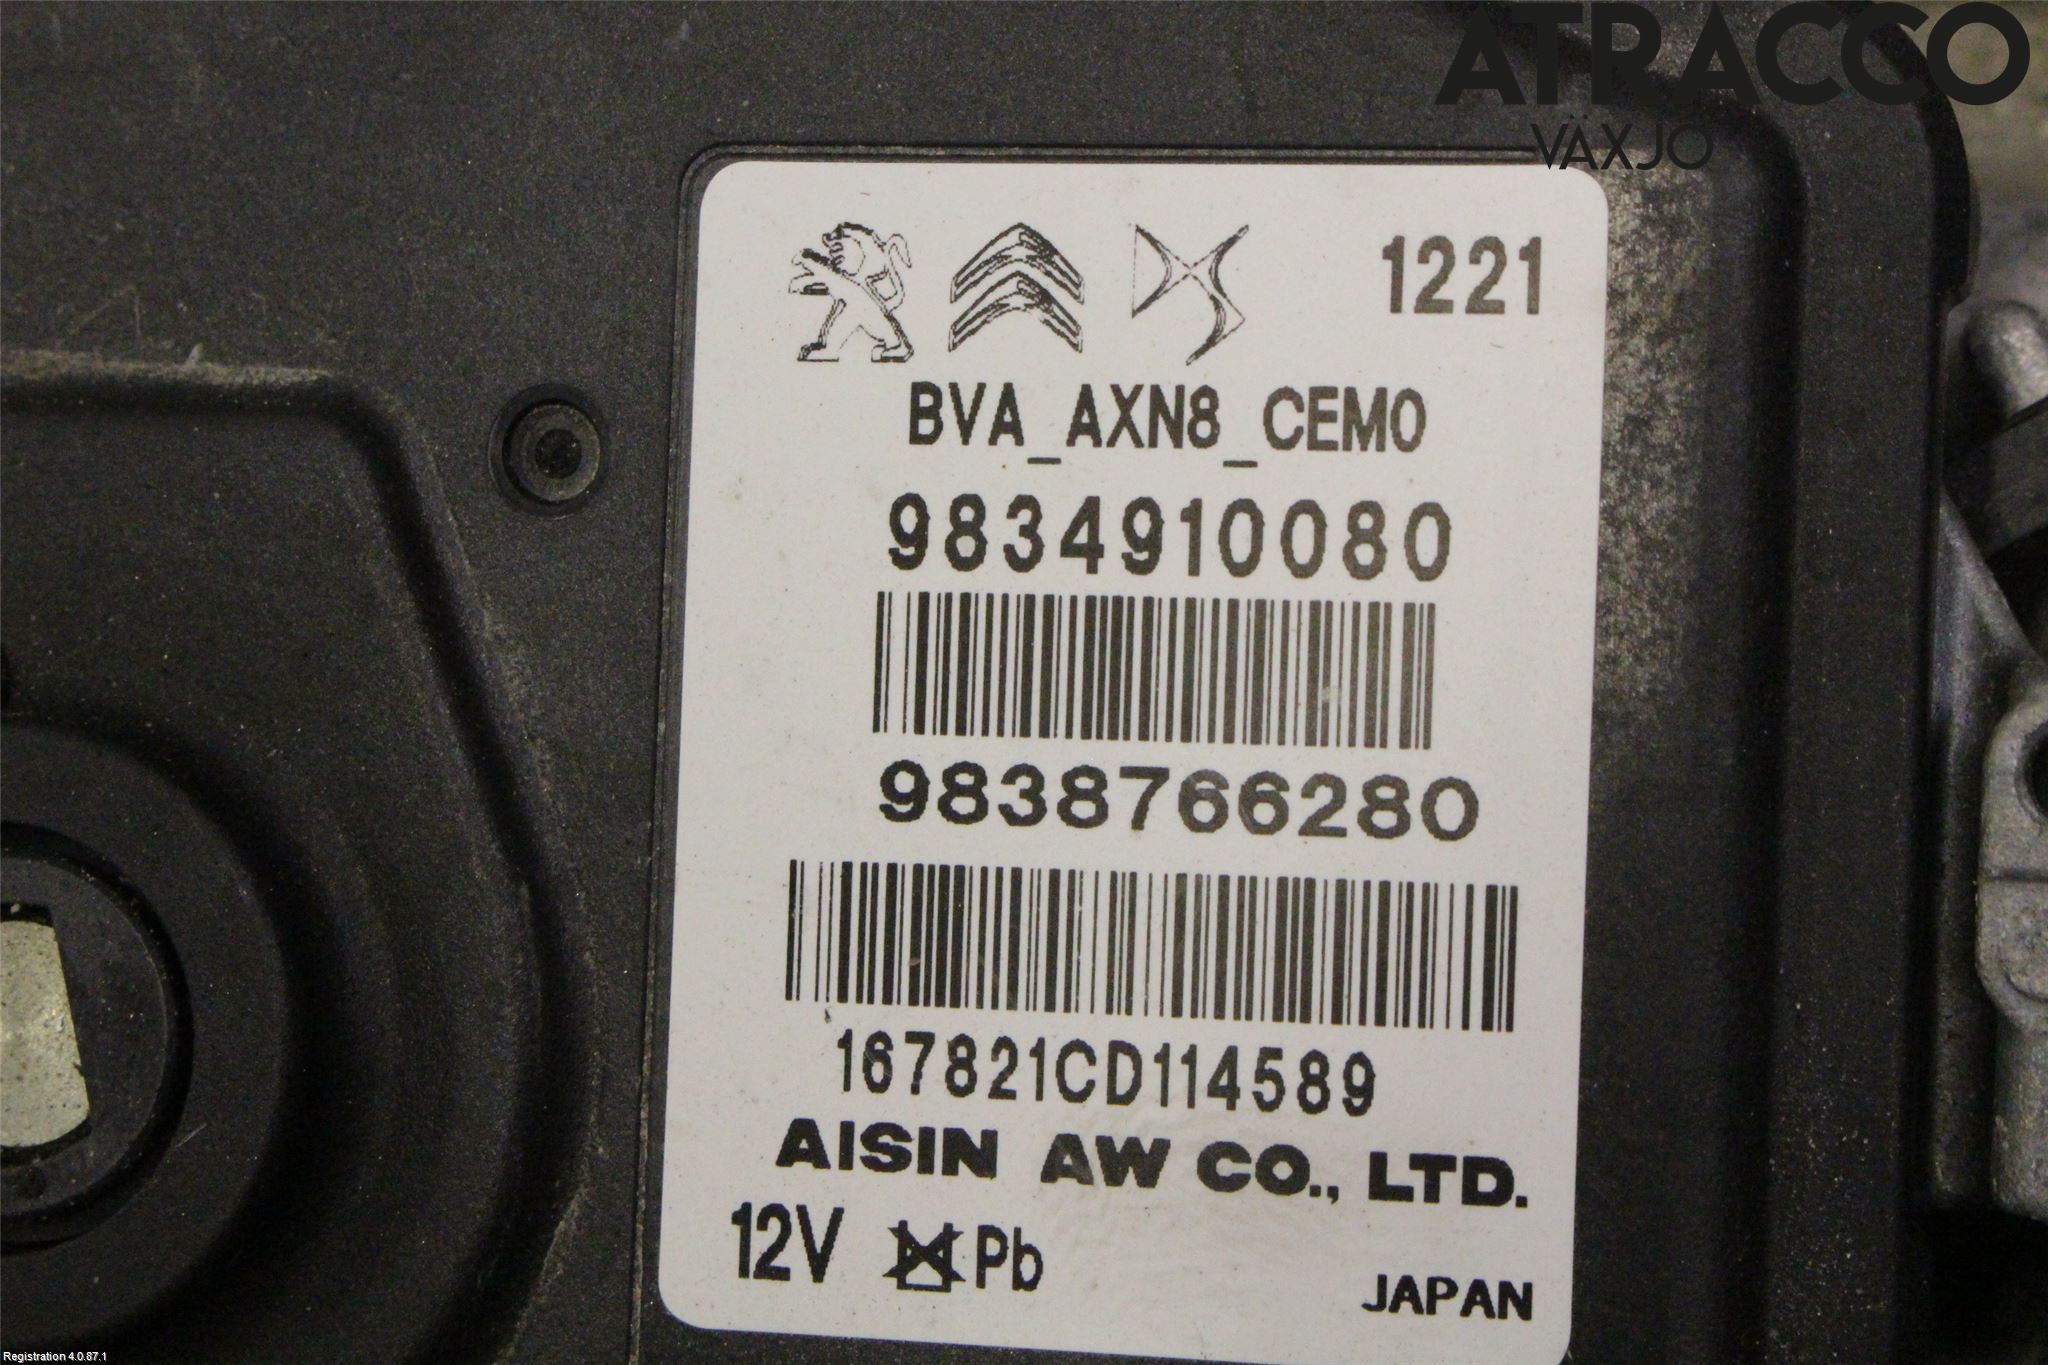 ATRACCO
VÄXJÖ
1221
BVA_AXN8_CEM0
9834910080
9838766280
167821CD114589
AISIN AW CO., LTD.
12V Pb
JAPAN
Registration 4.0.87.1